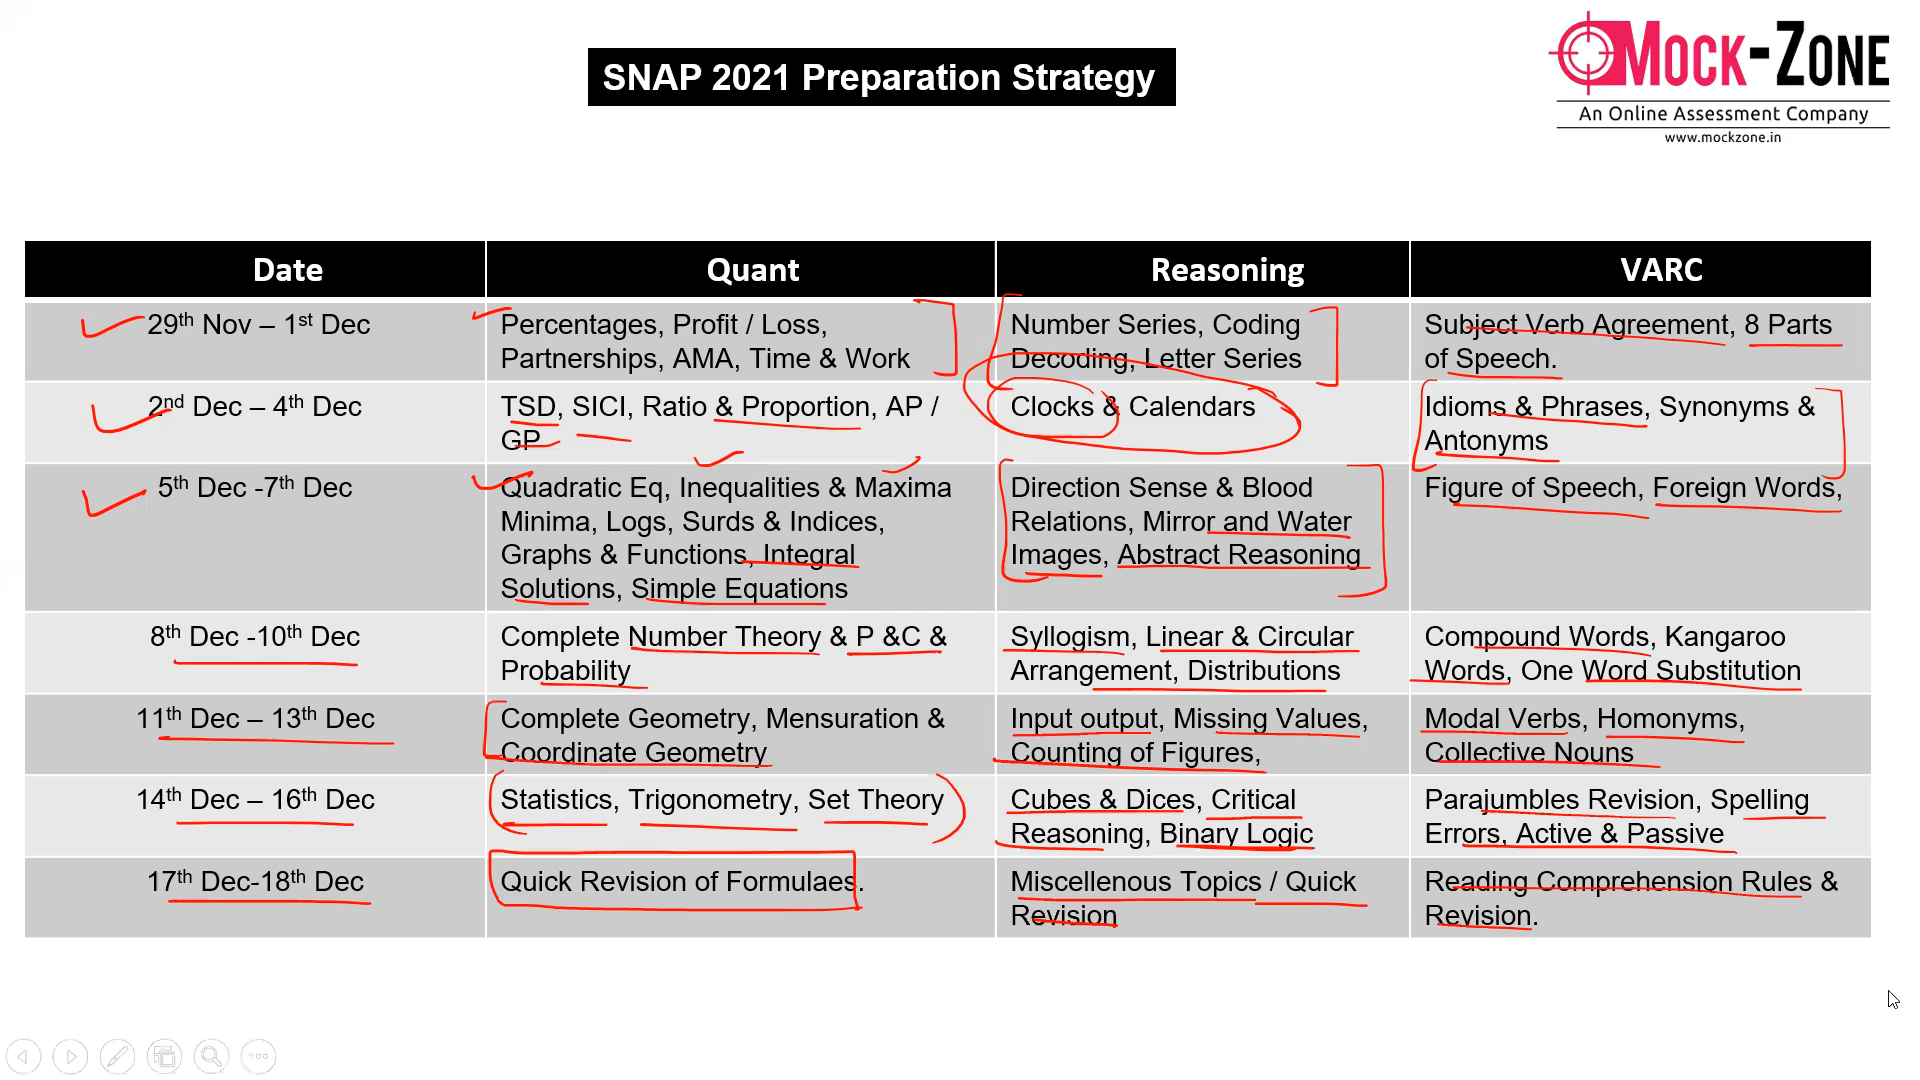 SNAP 2021 Preparation Strategy
MOCK-ZONE
An Online Assessment Company
www.mockzone.in
Date Quant Reasoning VARC
29th Nov – 1st Dec
Percentages, Profit / Loss,
Partnerships, AMA, Time & Work
Number Series, Coding
Decoding, Letter Series
Subject Verb Agreement, 8 Parts
of Speech.
2nd Dec – 4th Dec
TSD, SICI, Ratio & Proportion, AP /
GP
Clocks & Calendars
Idioms & Phrases, Synonyms &
Antonyms
5th Dec -7th Dec
Quadratic Eq, Inequalities & Maxima
Minima, Logs, Surds & Indices,
Graphs & Functions, Integral
Solutions, Simple Equations
Direction Sense & Blood
Relations, Mirror and Water
Images, Abstract Reasoning
Figure of Speech, Foreign Words,
8th Dec -10th Dec
Complete Number Theory & P &C &
Probability
Syllogism, Linear & Circular
Arrangement, Distributions
Compound Words, Kangaroo
Words, One Word Substitution
11th Dec – 13th Dec
Complete Geometry, Mensuration &
Coordinate Geometry
Input output, Missing Values,
Counting of Figures,
Modal Verbs, Homonyms,
Collective Nouns
14th Dec – 16th Dec
Statistics, Trigonometry, Set Theory
Cubes & Dices, Critical
Reasoning, Binary Logic
Parajumbles Revision, Spelling
Errors, Active & Passive
17th Dec-18th Dec
Quick Revision of Formulaes.
Miscellenous Topics / Quick
Revision
Reading Comprehension Rules &
Revision.